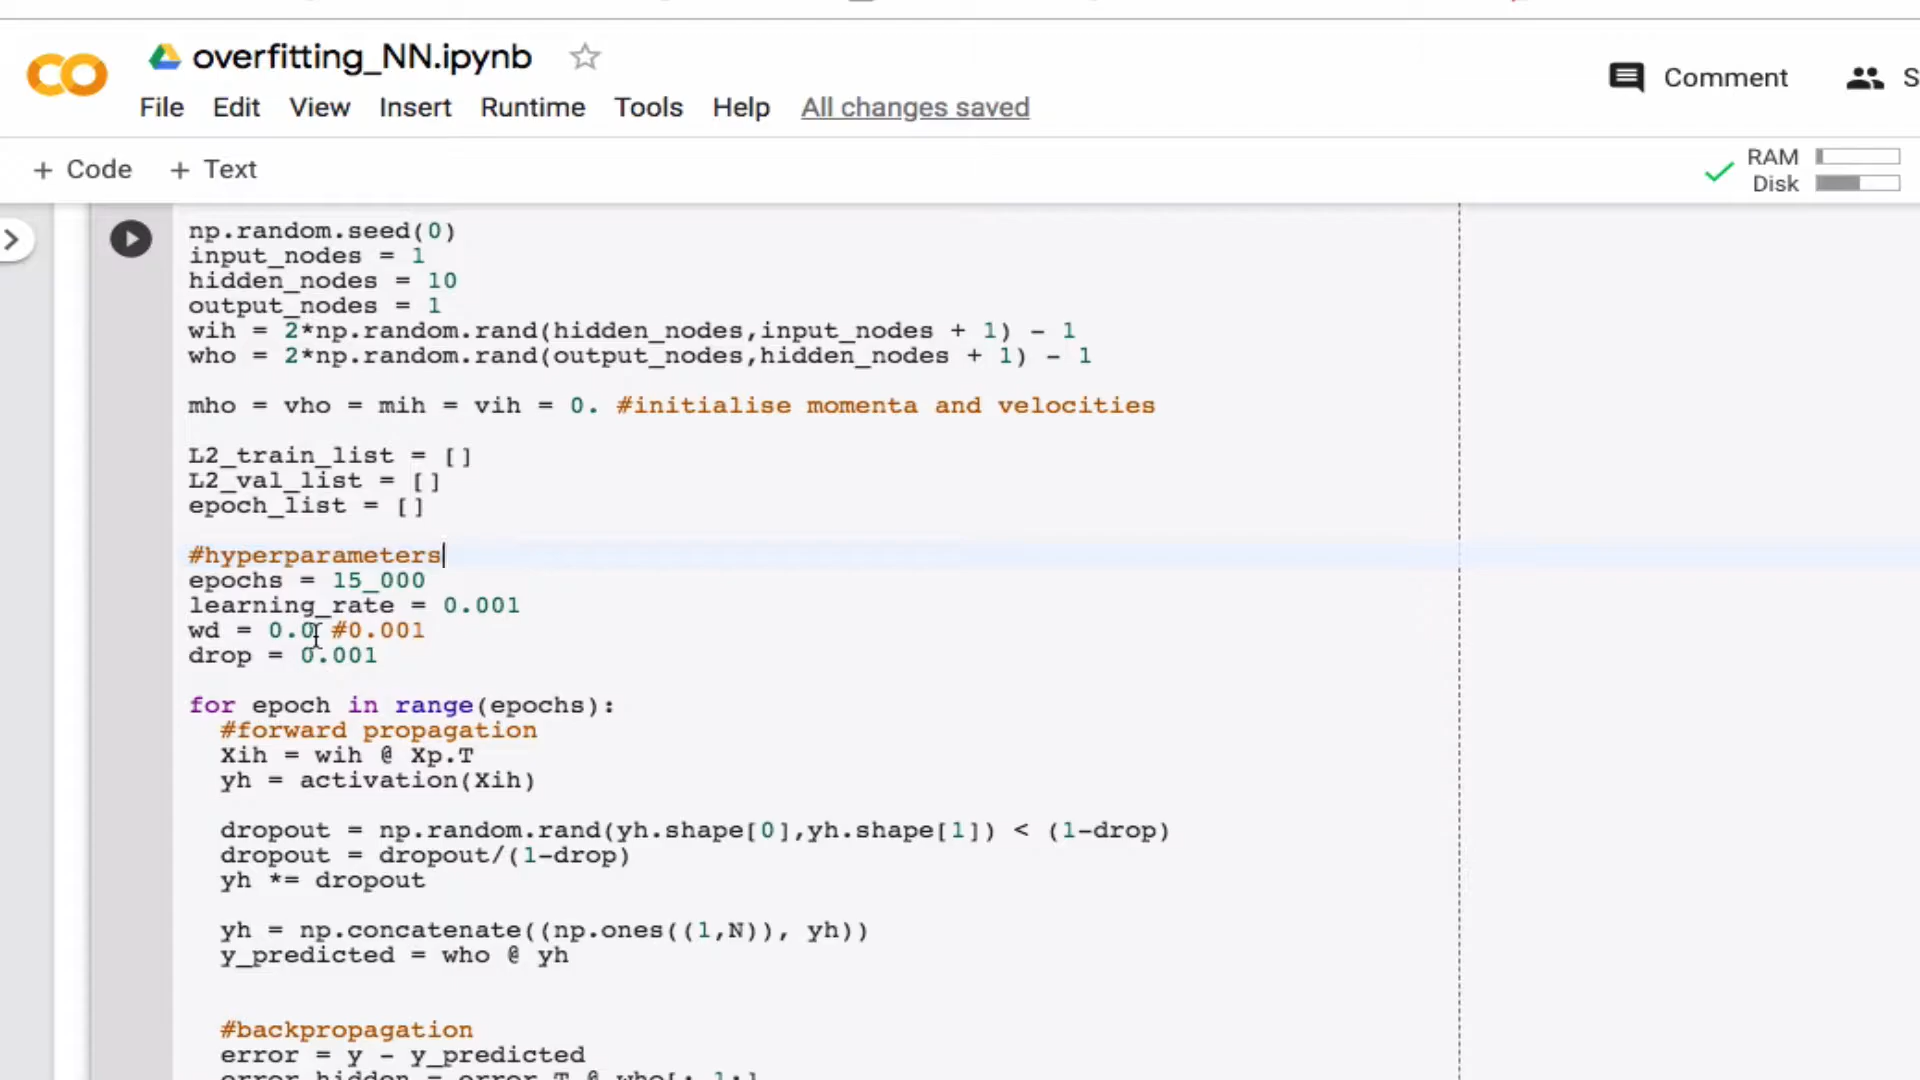 overfitting_NN.ipynb
File Edit View Insert Runtime Tools Help All changes saved
Comment
+ Code + Text
RAM
Disk
np.random.seed(0)
input_nodes = 1
hidden_nodes = 10
output_nodes = 1
wih = 2*np.random.rand(hidden_nodes,input_nodes + 1) - 1
who = 2*np.random.rand(output_nodes,hidden_nodes + 1) - 1
mho = vho = mih = vih = 0. #initialise momenta and velocities
L2_train_list = []
L2_val_list = []
epoch_list = []
#hyperparameters
epochs = 15_000
learning_rate = 0.001
wd = 0.0 #0.001
drop = 0.001
for epoch in range(epochs):
#forward propagation
Xih = wih @ Xp.T
yh = activation(Xih)
dropout = np.random.rand(yh.shape[0],yh.shape[1]) < (1-drop)
dropout = dropout/(1-drop)
yh *= dropout
yh = np.concatenate((np.ones((1,N)), yh))
y_predicted = who @ yh
#backpropagation
error = y - y_predicted
error_hidden = error.T @ who[:,1:]